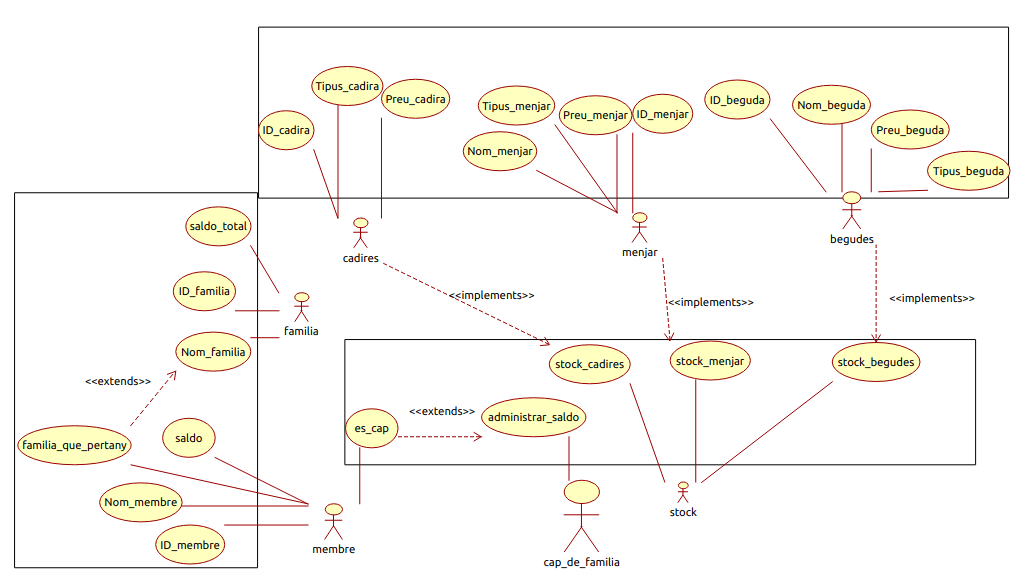 Tipus_cadira
Preu_cadira
ID_cadira
Tipus_menjar
Preu_menjar
ID_menjar
Nom_menjar
ID_beguda
Nom_beguda
Preu_beguda
Tipus_beguda
saldo_total
cadires
menjar
begudes
ID_familia
familia
<<implements>>
<<implements>>
<<implements>>
Nom_familia
stock_cadires
stock_menjar
stock_begudes
<<extends>>
<<extends>>
es_cap
administrar_saldo
familia_que_pertany
saldo
Nom_membre
ID_membre
membre
cap_de_familia
stock